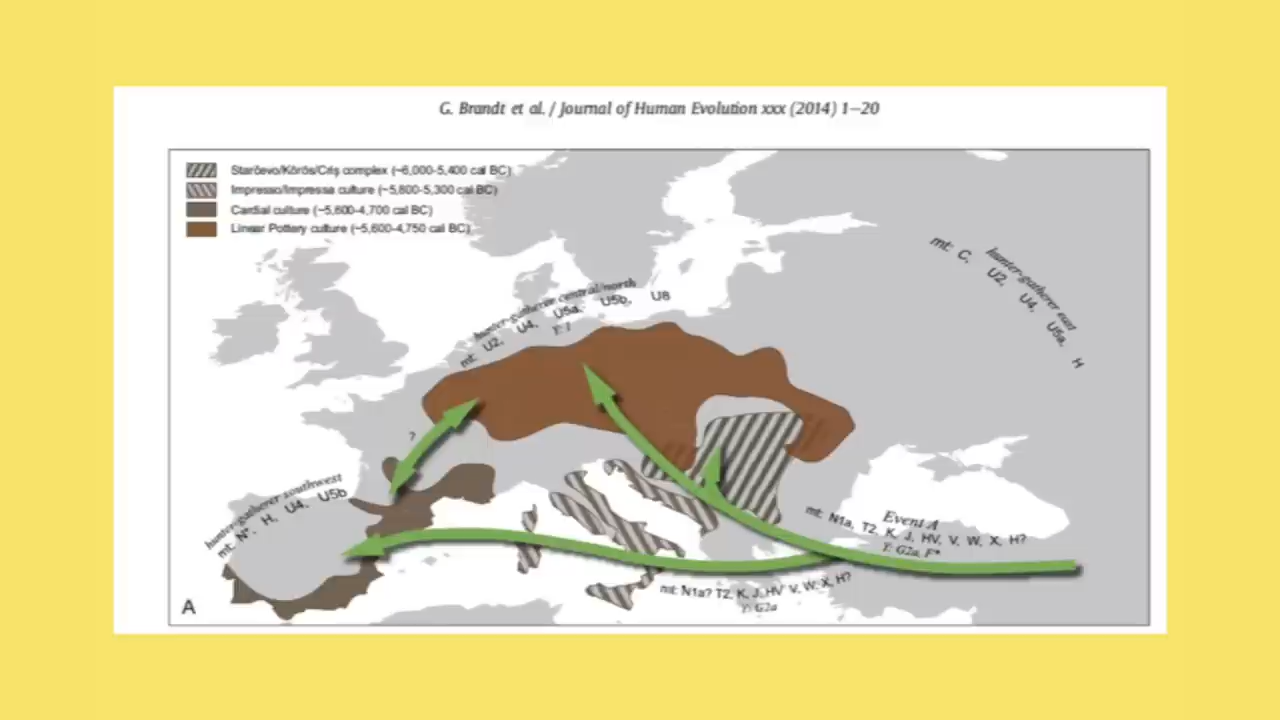 G. Brandt et al. / Journal of Human Evolution xxx (2014) 1–20
Starčevo/Körös/Criş complex (~6,000-5,400 cal BC)
Impresso/Impressa culture (~5,800-5,300 cal BC)
Cardial culture (~5,600-4,700 cal BC)
Linear Pottery culture (~5,600-4,750 cal BC)
hunter-gatherer east
mt: C, U2, U4, U5a, H
hunter-gatherer central/north
mt: U2, U4, U5a, U5b, U8
Y: I
?
hunter-gatherer southwest
mt: N*, H, U4, U5b
Event A
mt: N1a, T2, K, J, HV, V, W, X, H?
Y: G2a, F*
mt: N1a? T2, K, J, HV V, W, X, H?
Y: G2a
A